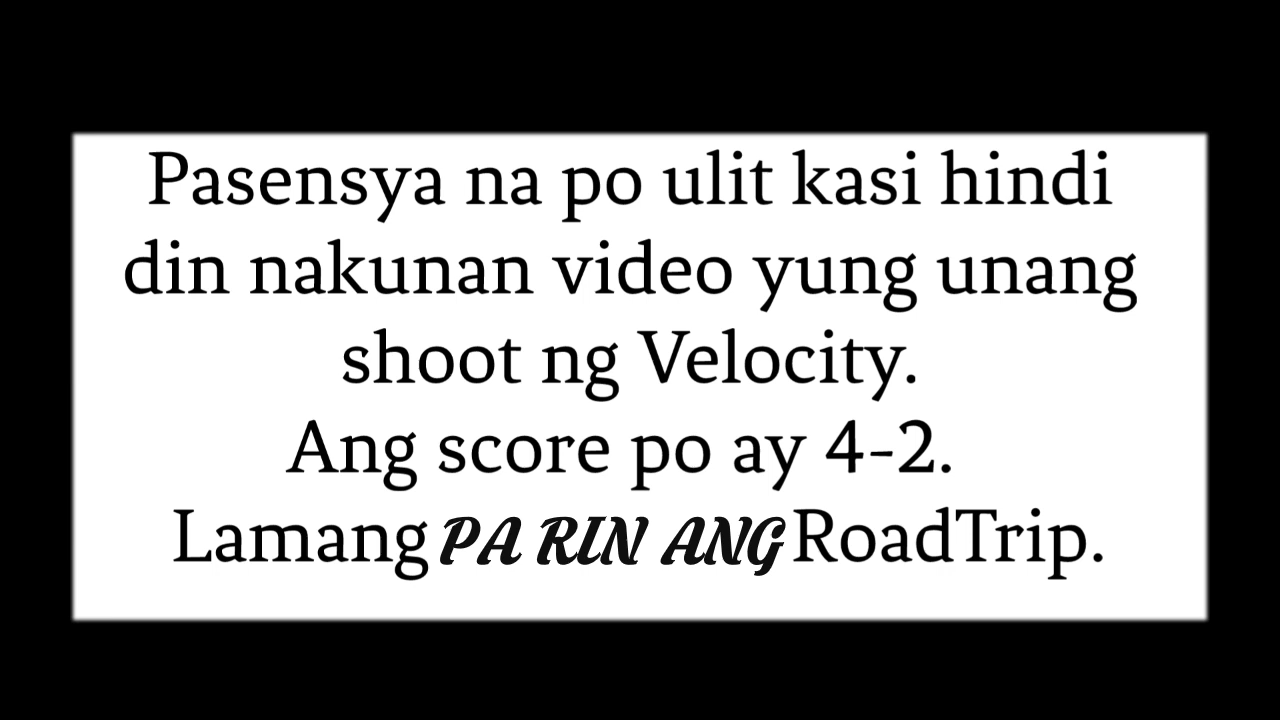 Pasensya na po ulit kasi hindi
din nakunan video yung unang
shoot ng Velocity.
Ang score po ay 4-2.
Lamang PA RIN ANG RoadTrip.